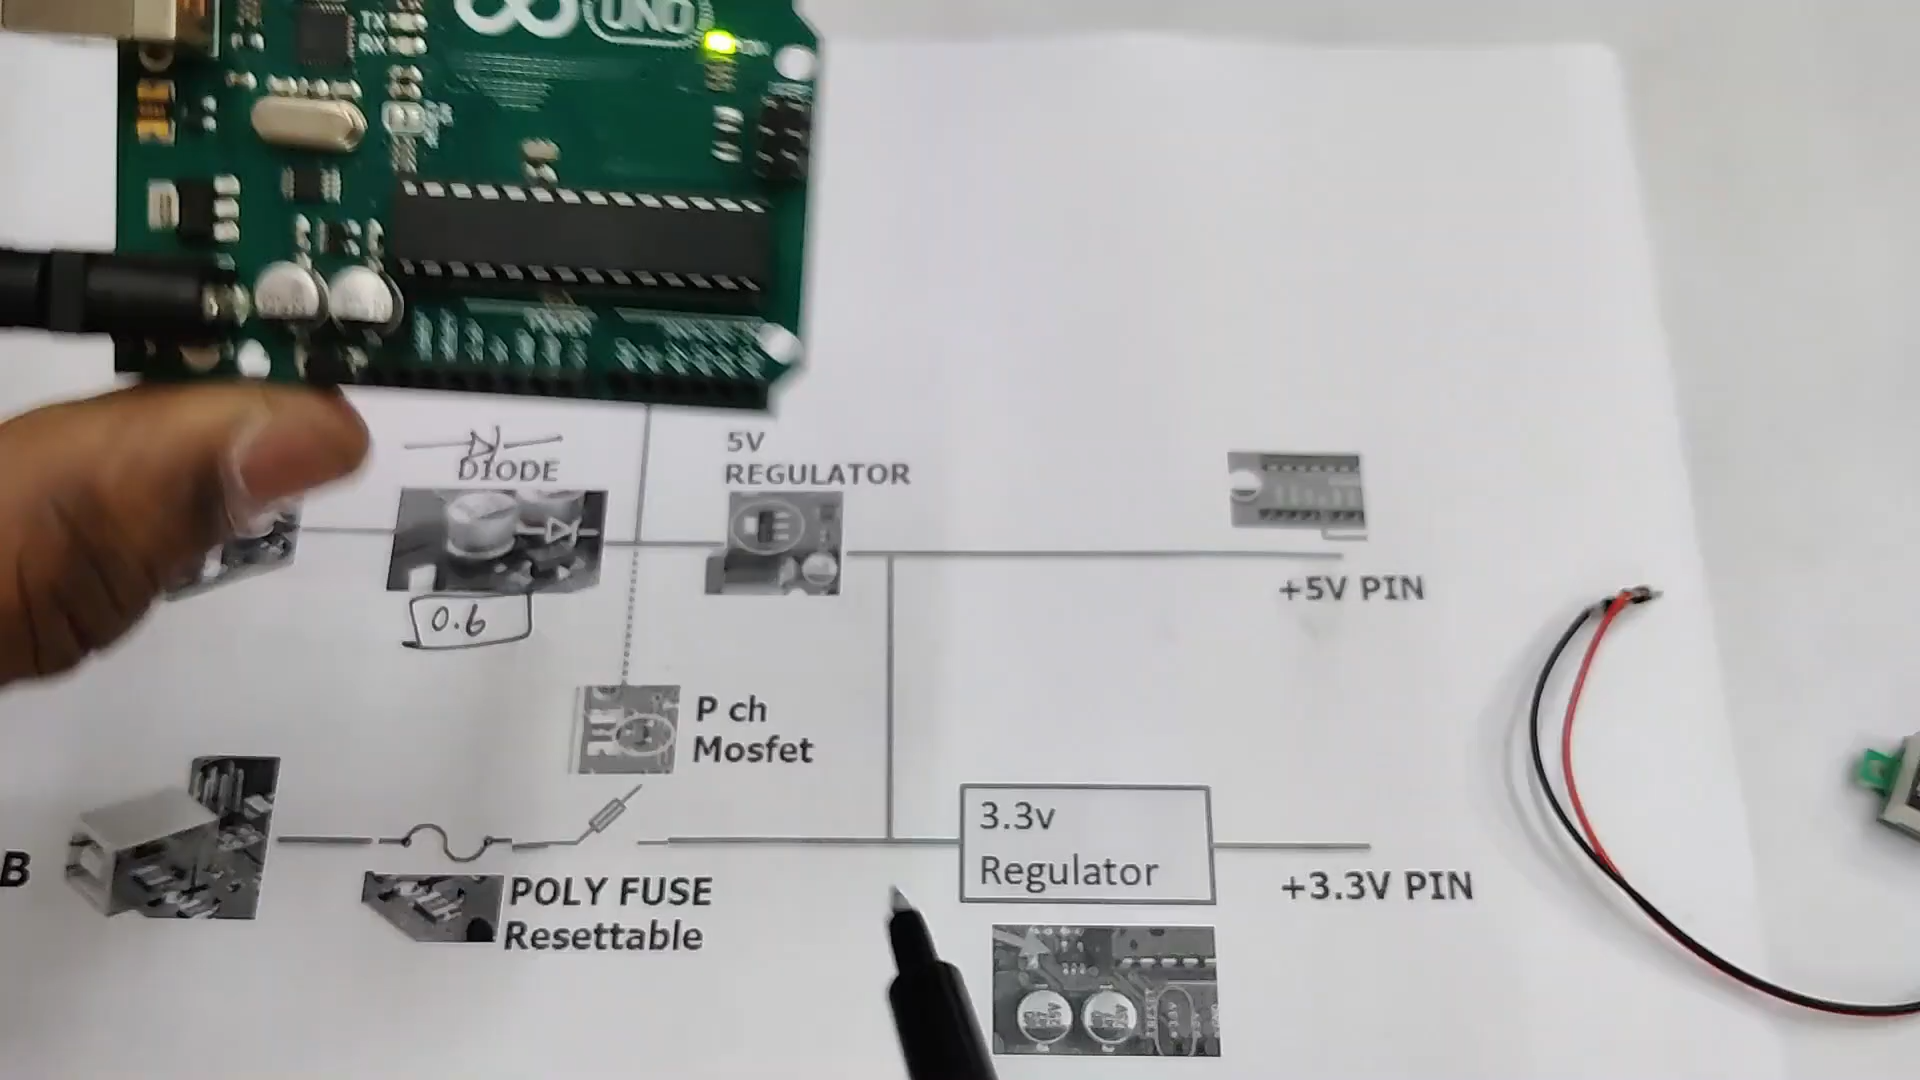 UNO
TX
RX
DIODE
5V
REGULATOR
0.6
+5V PIN
P ch
Mosfet
3.3v
Regulator
+3.3V PIN
B
POLY FUSE
Resettable